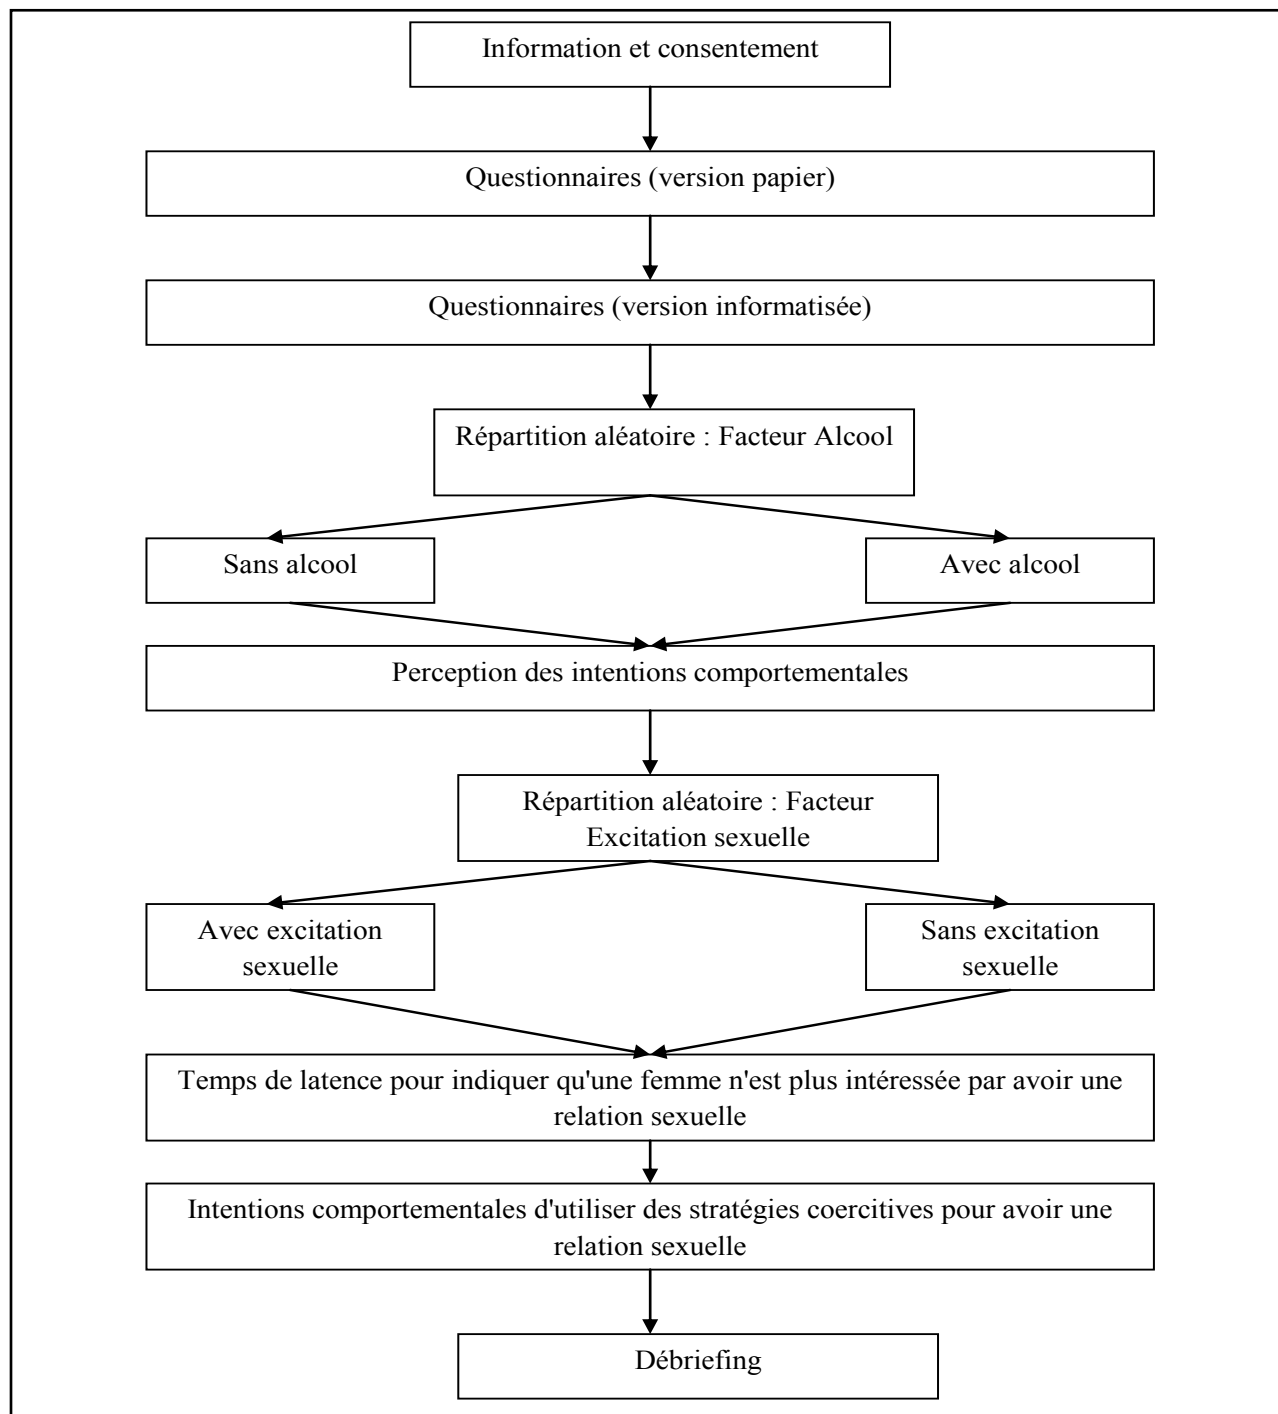 Information et consentement
Questionnaires (version papier)
Questionnaires (version informatisée)
Répartition aléatoire : Facteur Alcool
Sans alcool
Avec alcool
Perception des intentions comportementales
Répartition aléatoire : Facteur
Excitation sexuelle
Avec excitation
sexuelle
Sans excitation
sexuelle
Temps de latence pour indiquer qu'une femme n'est plus intéressée par avoir une
relation sexuelle
Intentions comportementales d'utiliser des stratégies coercitives pour avoir une
relation sexuelle
Débriefing